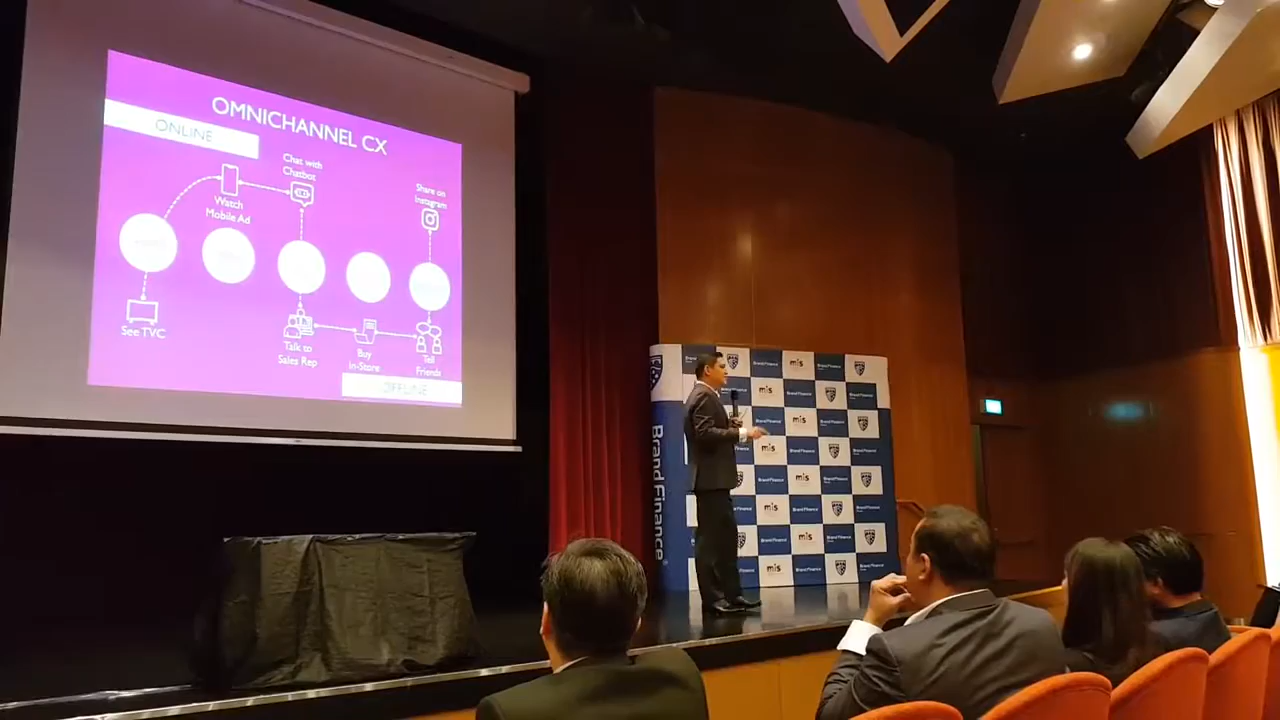 OMNICHANNEL CX
ONLINE
Chat with
Chatbot
Watch
Mobile Ad
Share on
Instagram
See TVC
Talk to
Sales Rep
Buy
In-Store
Tell
Friends
OFFLINE
Brand Finance®
mis
BrandFinance